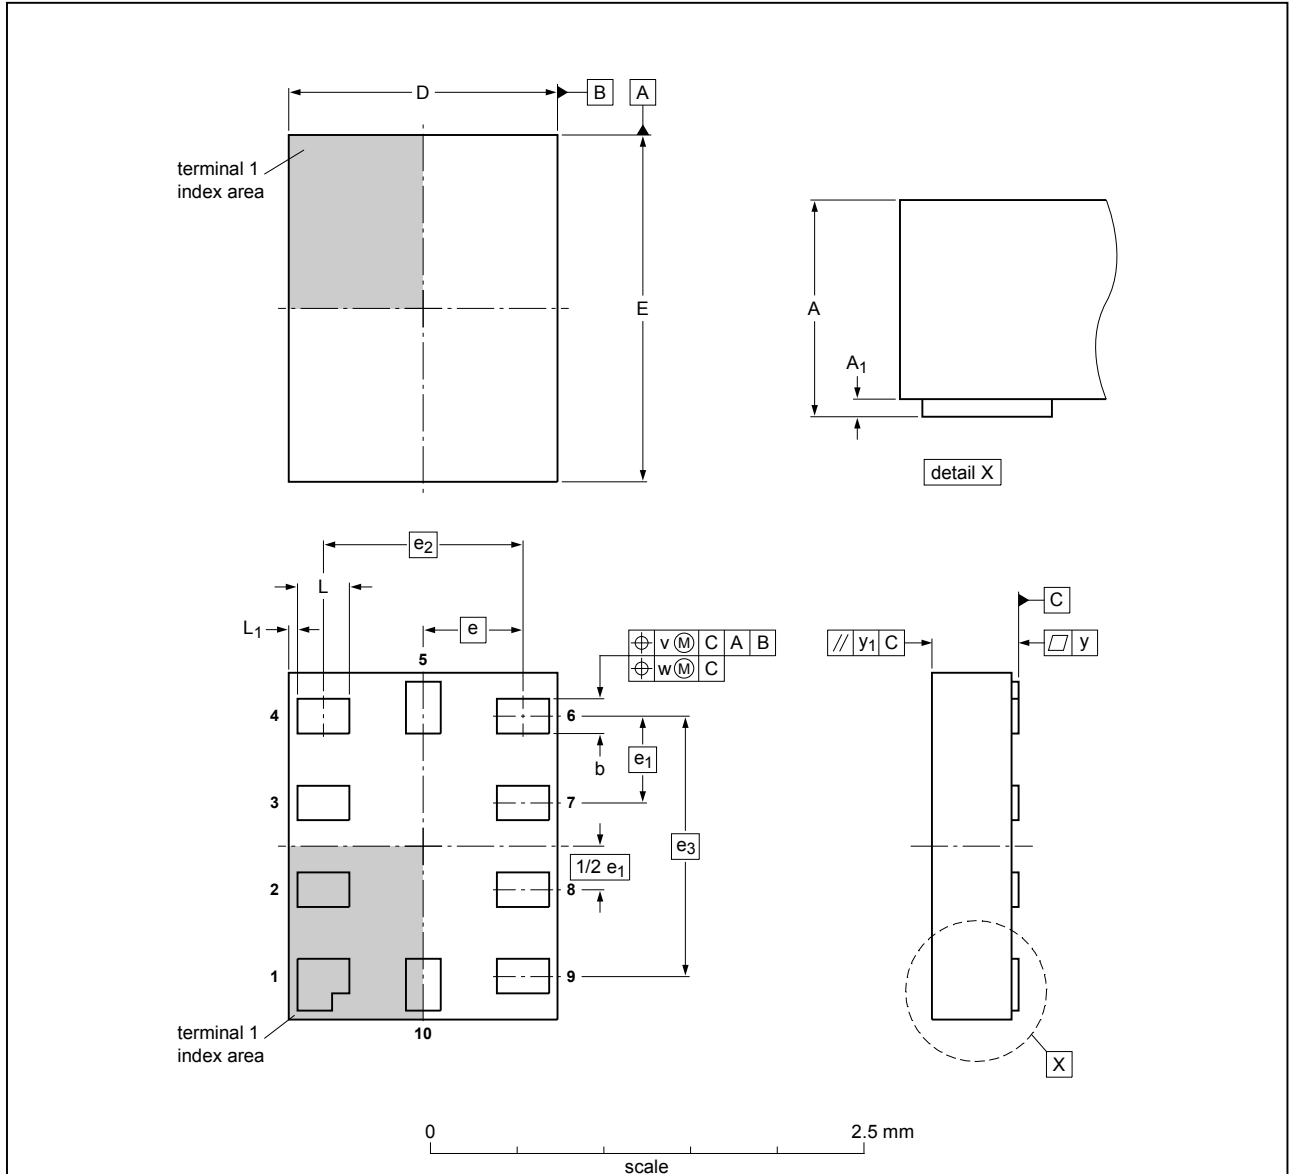 D
B
A
terminal 1
index area
E
A
A1
detail X
e2
L
L1
e
5
v M C A B
w M C
4
6
b
e1
3
7
e3
1/2 e1
2
8
1
9
terminal 1
index area
10
C
// y1 C
y
X
0
2.5 mm
scale